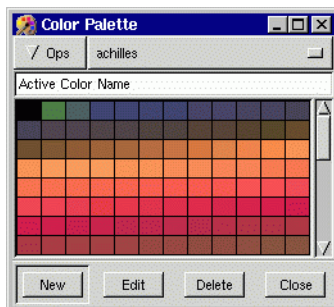 Color Palette
Ops achilles
Active Color Name
New Edit Delete Close